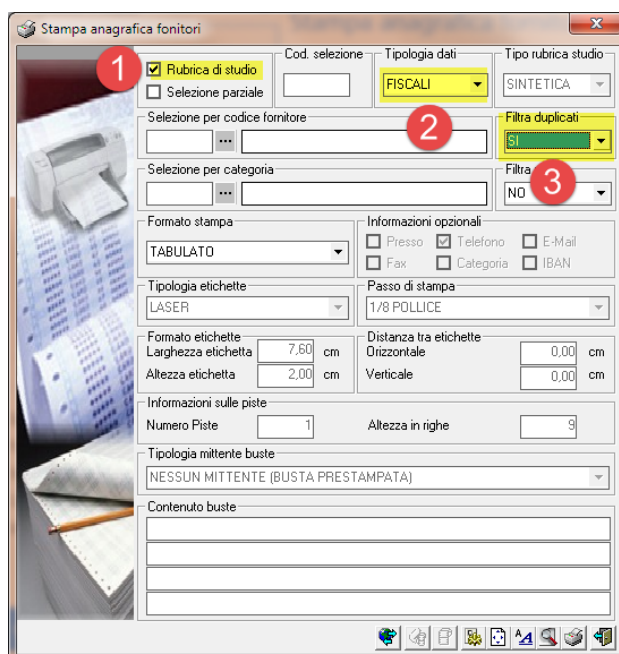 Stampa anagrafica fonitori
1
Rubrica di studio
Selezione parziale
Cod. selezione
Tipologia dati
FISCALI
Tipo rubrica studio
SINTETICA
Selezione per codice fornitore
2
Filtra duplicati
SI
Selezione per categoria
Filtra
3
NO
Formato stampa
TABULATO
Informazioni opzionali
Presso Telefono E-Mail
Fax Categoria IBAN
Tipologia etichette
LASER
Passo di stampa
1/8 POLLICE
Formato etichette
Larghezza etichetta 7,60 cm
Altezza etichetta 2,00 cm
Distanza tra etichette
Orizzontale 0,00 cm
Verticale 0,00 cm
Informazioni sulle piste
Numero Piste 1 Altezza in righe 9
Tipologia mittente buste
NESSUN MITTENTE (BUSTA PRESTAMPATA)
Contenuto buste